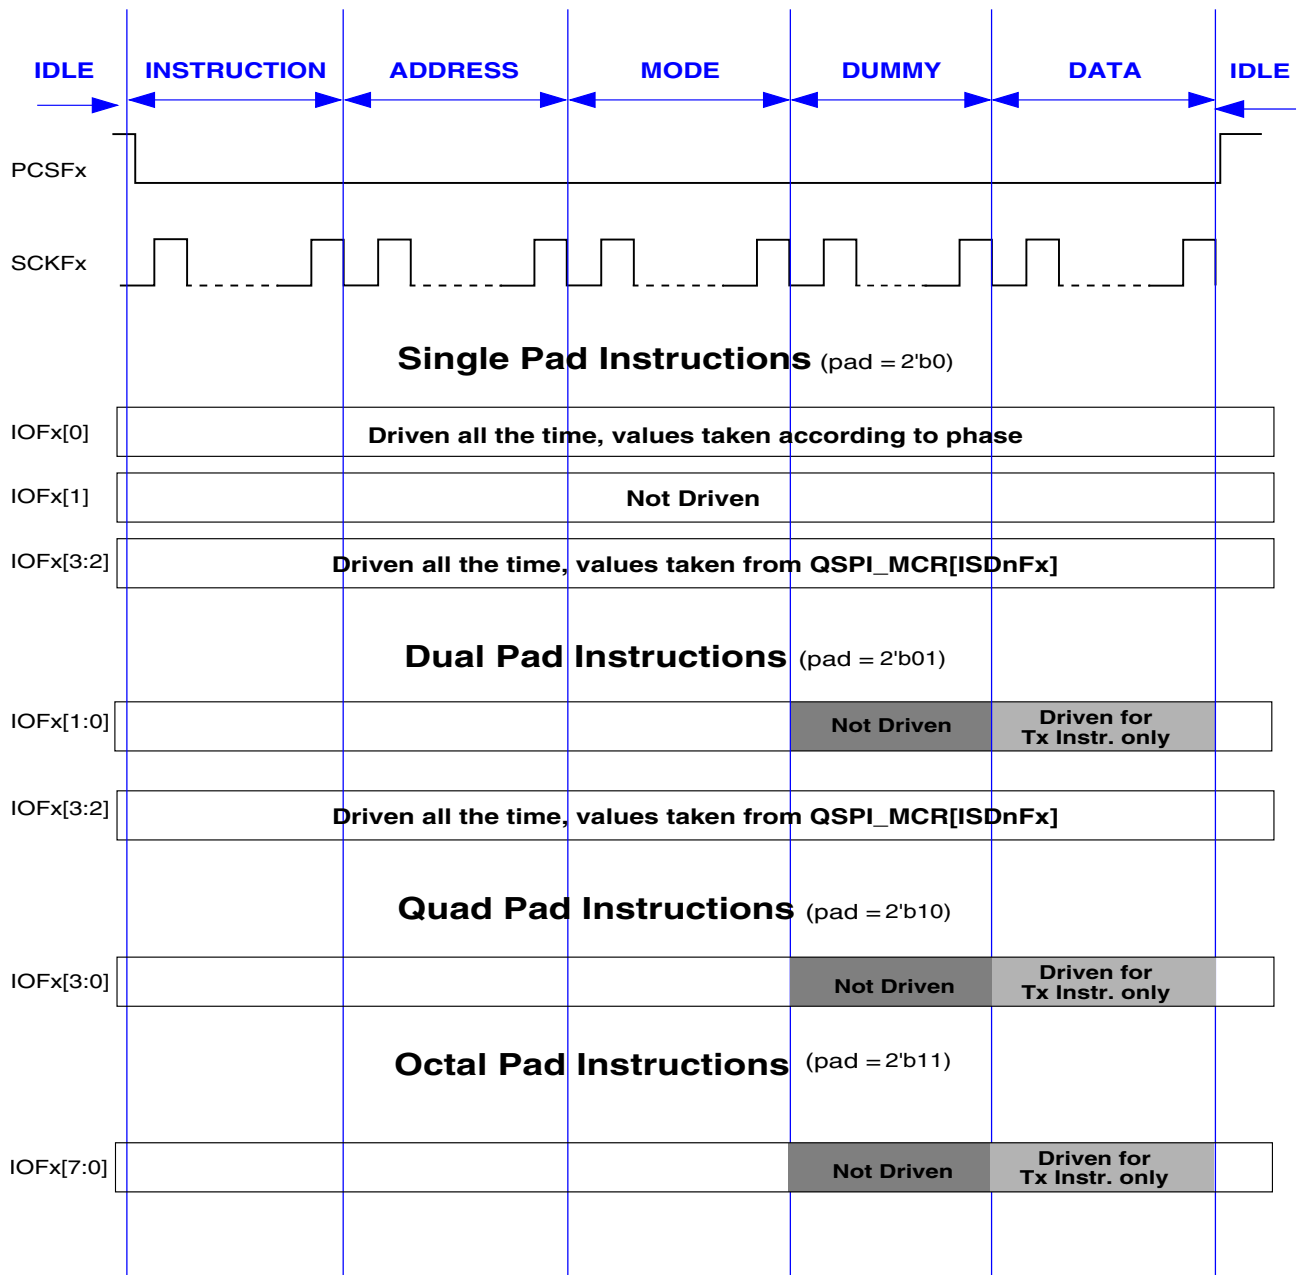 IDLE INSTRUCTION ADDRESS MODE DUMMY DATA IDLE
PCSFx
SCKFx
Single Pad Instructions (pad = 2'b0)
IOFx[0] Driven all the time, values taken according to phase
IOFx[1] Not Driven
IOFx[3:2] Driven all the time, values taken from QSPI_MCR[ISDnFx]
Dual Pad Instructions (pad = 2'b01)
IOFx[1:0] Not Driven Driven for
Tx Instr. only
IOFx[3:2] Driven all the time, values taken from QSPI_MCR[ISDnFx]
Quad Pad Instructions (pad = 2'b10)
IOFx[3:0] Not Driven Driven for
Tx Instr. only
Octal Pad Instructions (pad = 2'b11)
IOFx[7:0] Not Driven Driven for
Tx Instr. only